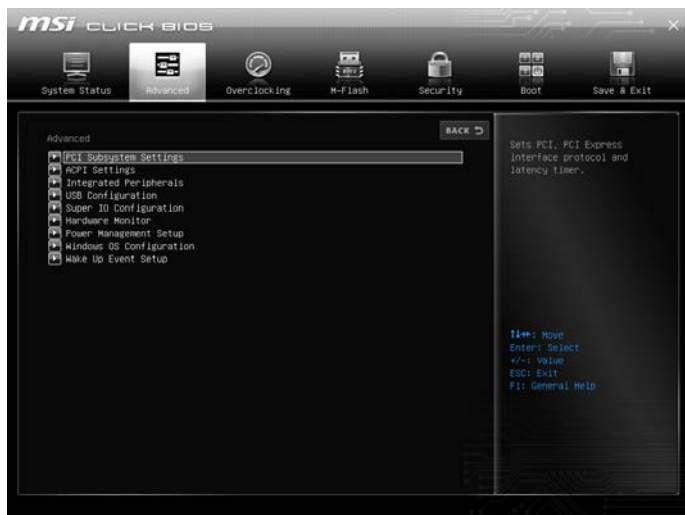 msi CLICK BIOS
System Status Advanced Overclocking M-Flash Security Boot Save & Exit
Advanced
BACK
PCI Subsystem Settings
ACPI Settings
Integrated Peripherals
USB Configuration
Super IO Configuration
Hardware Monitor
Power Management Setup
Windows OS Configuration
Wake Up Event Setup
Sets PCI, PCI Express
interface protocol and
latency timer.
↑↓←→: Move
Enter: Select
+/-: Value
ESC: Exit
F1: General Help